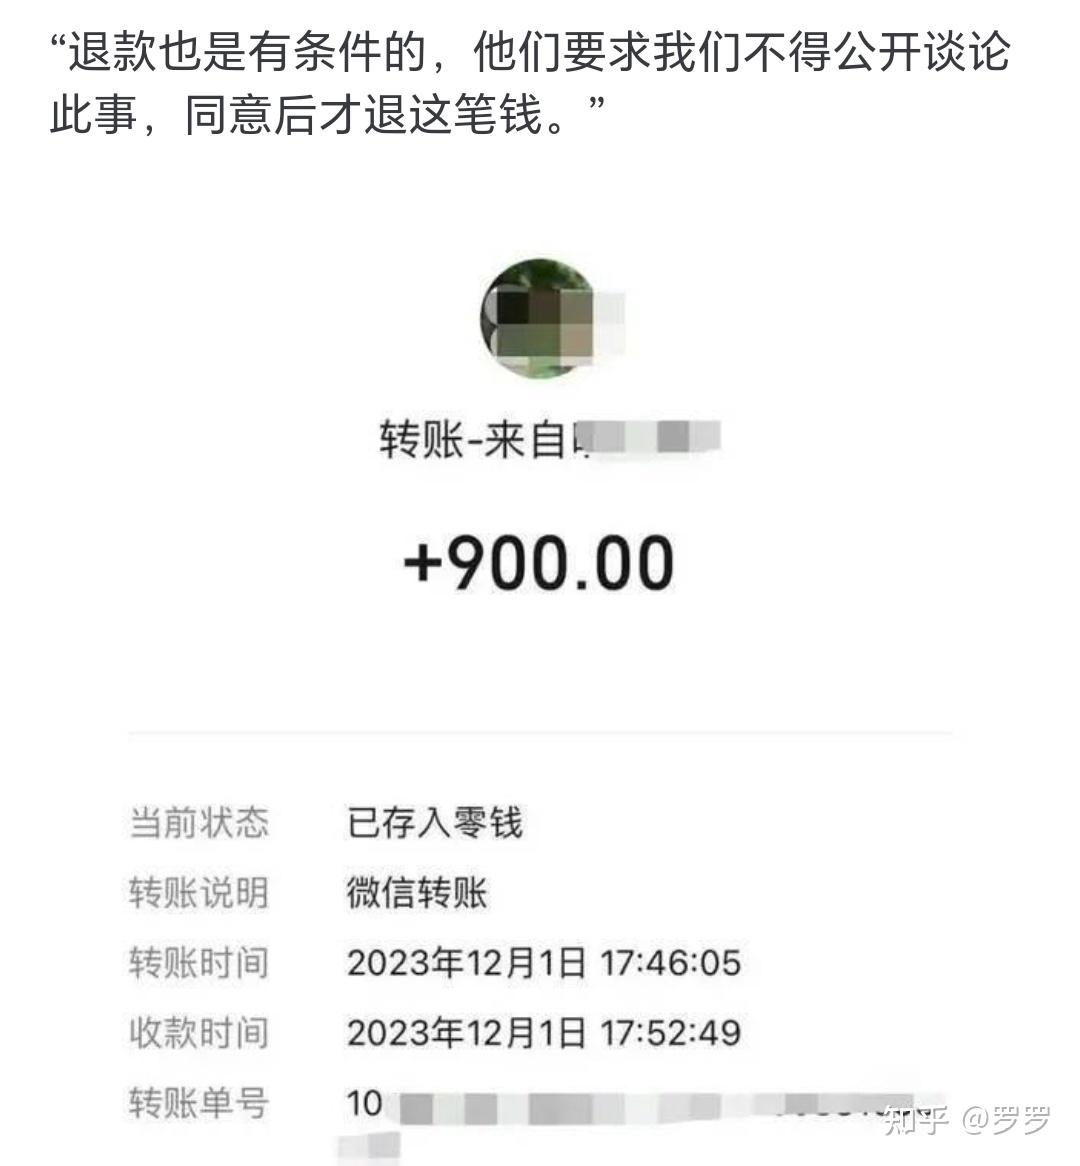 “退款也是有条件的，他们要求我们不得公开谈论
此事，同意后才退这笔钱。”
转账-来自
+900.00
当前状态 已存入零钱
转账说明 微信转账
转账时间 2023年12月1日 17:46:05
收款时间 2023年12月1日 17:52:49
转账单号 10
知乎 @罗罗